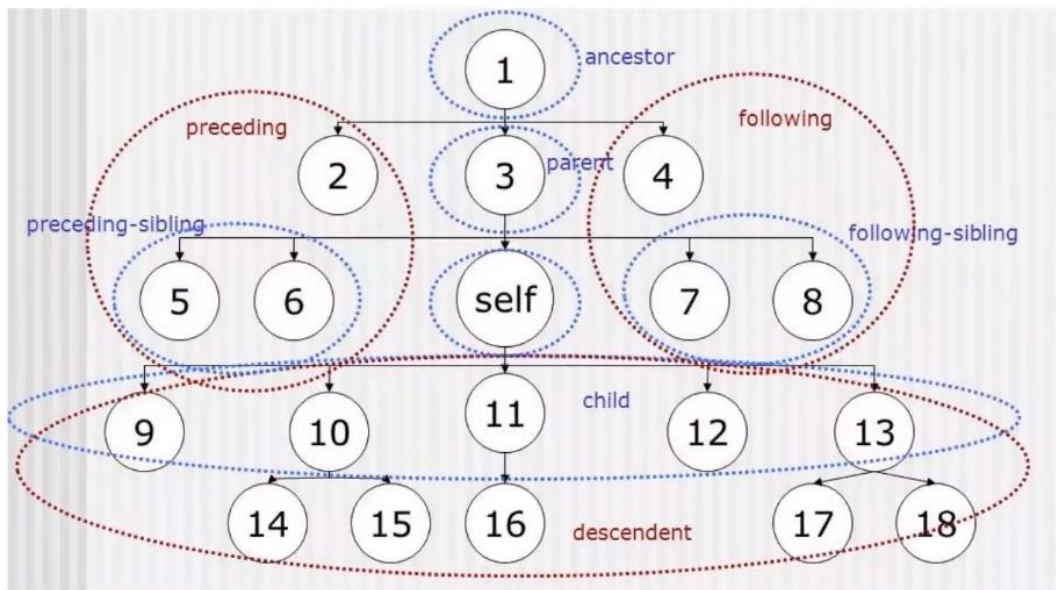 1
ancestor
preceding
following
2
3
parent
4
preceding-sibling
following-sibling
5
6
self
7
8
child
9
10
11
12
13
14
15
16
descendent
17
18